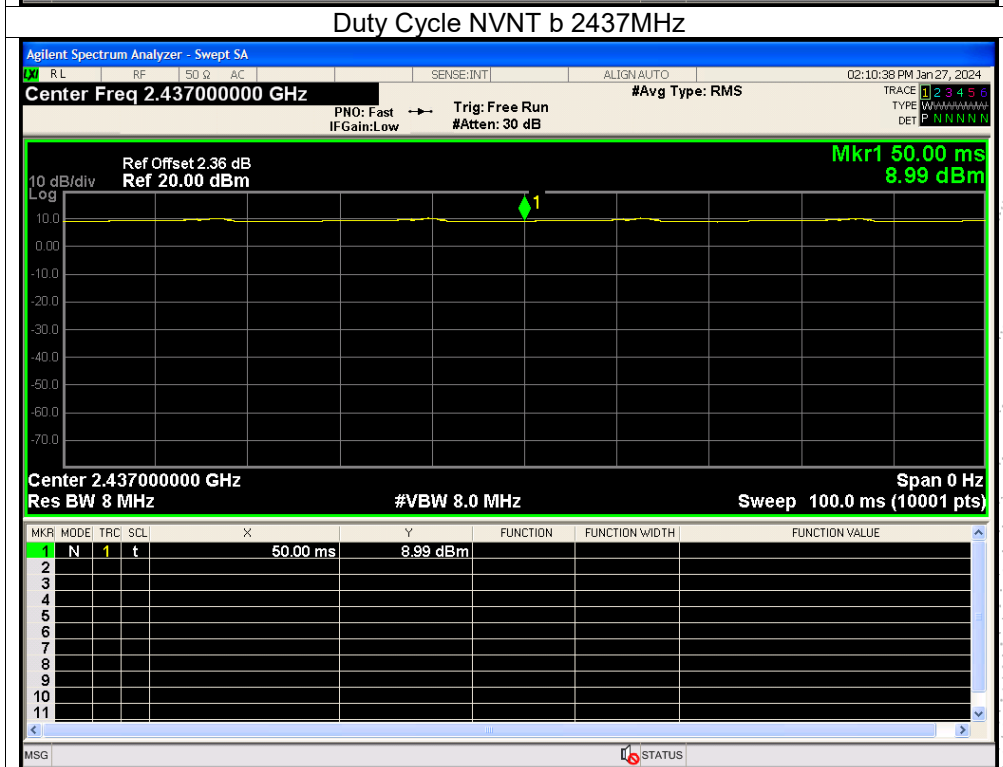 Duty Cycle NVNT b 2437MHz
Agilent Spectrum Analyzer - Swept SA
LXI RL RF 50 Ω AC SENSE:INT ALIGN AUTO 02:10:38 PM Jan 27, 2024
Center Freq 2.437000000 GHz #Avg Type: RMS TRACE 1 2 3 4 5 6
PNO: Fast Trig: Free Run TYPE WWWWWW
IFGain:Low #Atten: 30 dB DET P N N N N N
Mkr1 50.00 ms
Ref Offset 2.36 dB
10 dB/div Ref 20.00 dBm 8.99 dBm
Log
1
10.0
0.00
-10.0
-20.0
-30.0
-40.0
-50.0
-60.0
-70.0
Center 2.437000000 GHz Span 0 Hz
Res BW 8 MHz #VBW 8.0 MHz Sweep 100.0 ms (10001 pts)
MKR MODE TRC SCL X Y FUNCTION FUNCTION WIDTH FUNCTION VALUE
1 N 1 t 50.00 ms 8.99 dBm
2
3
4
5
6
7
8
9
10
11
MSG STATUS